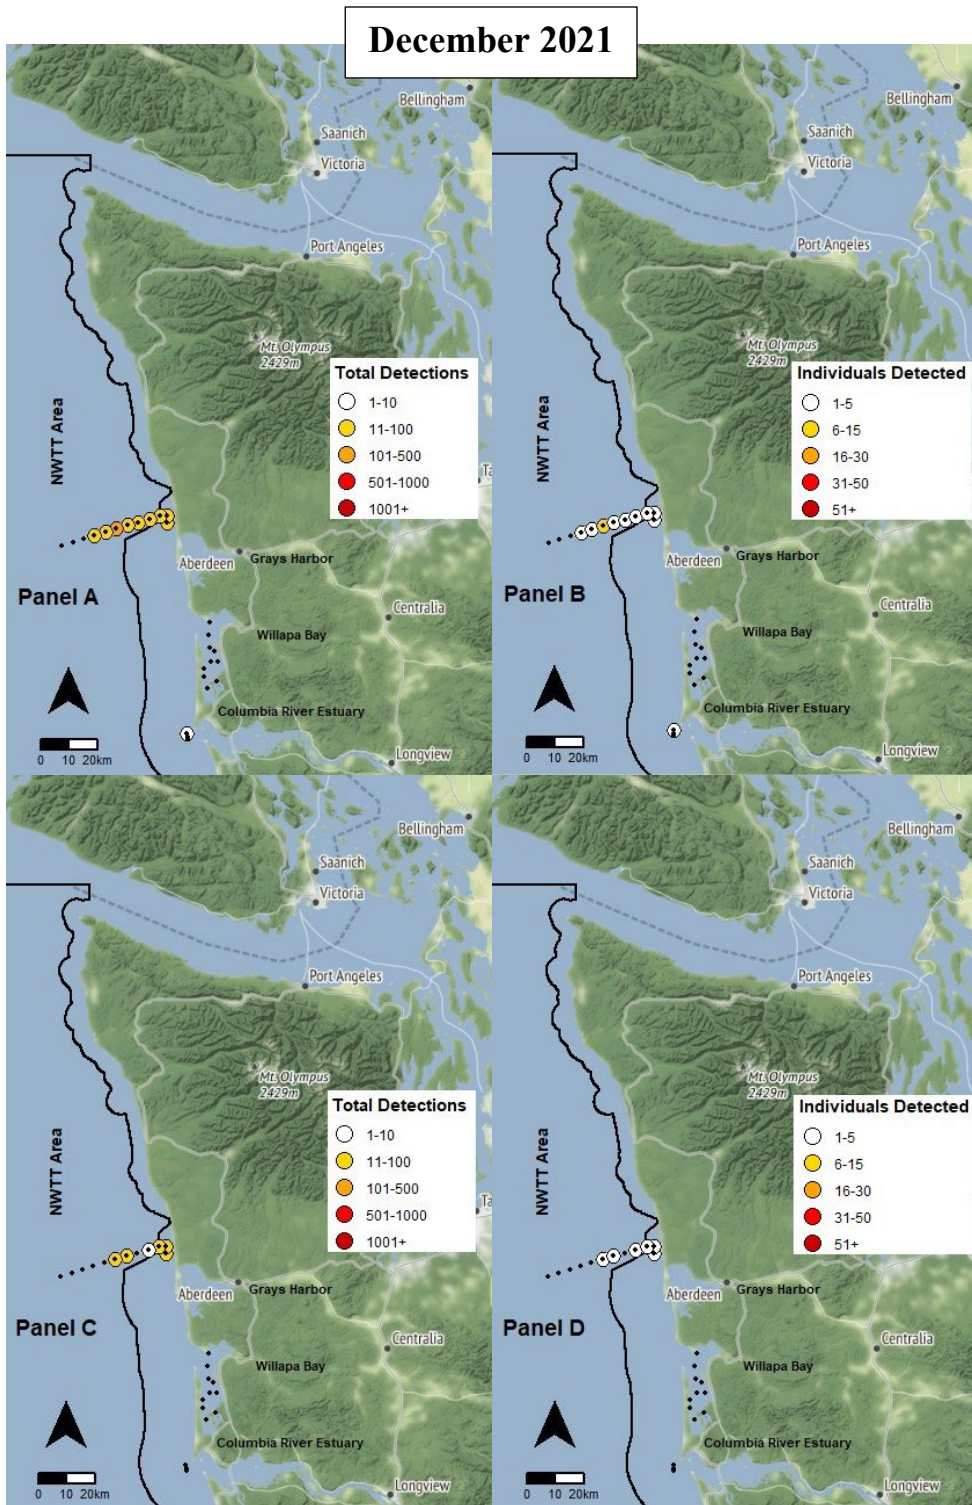 December 2021
Bellingham
Saanich
Victoria
Port Angeles
Mt. Olympus
2429m
Total Detections
1-10
11-100
101-500
501-1000
1001+
NWTT Area
Ta
Grays Harbor
Aberdeen
Panel A
Centralia
Willapa Bay
Columbia River Estuary
Longview
0 10 20km
Bellingham
Saanich
Victoria
Port Angeles
Mt. Olympus
2429m
Individuals Detected
1-5
6-15
16-30
31-50
51+
NWTT Area
Grays Harbor
Aberdeen
Panel B
Centralia
Willapa Bay
Columbia River Estuary
Longview
0 10 20km
Bellingham
Saanich
Victoria
Port Angeles
Mt. Olympus
2429m
Total Detections
1-10
11-100
101-500
501-1000
1001+
NWTT Area
Ta
Grays Harbor
Aberdeen
Panel C
Centralia
Willapa Bay
Columbia River Estuary
Longview
0 10 20km
Bellingham
Saanich
Victoria
Port Angeles
Mt. Olympus
2429m
Individuals Detected
1-5
6-15
16-30
31-50
51+
NWTT Area
Grays Harbor
Aberdeen
Panel D
Centralia
Willapa Bay
Columbia River Estuary
Longview
0 10 20km